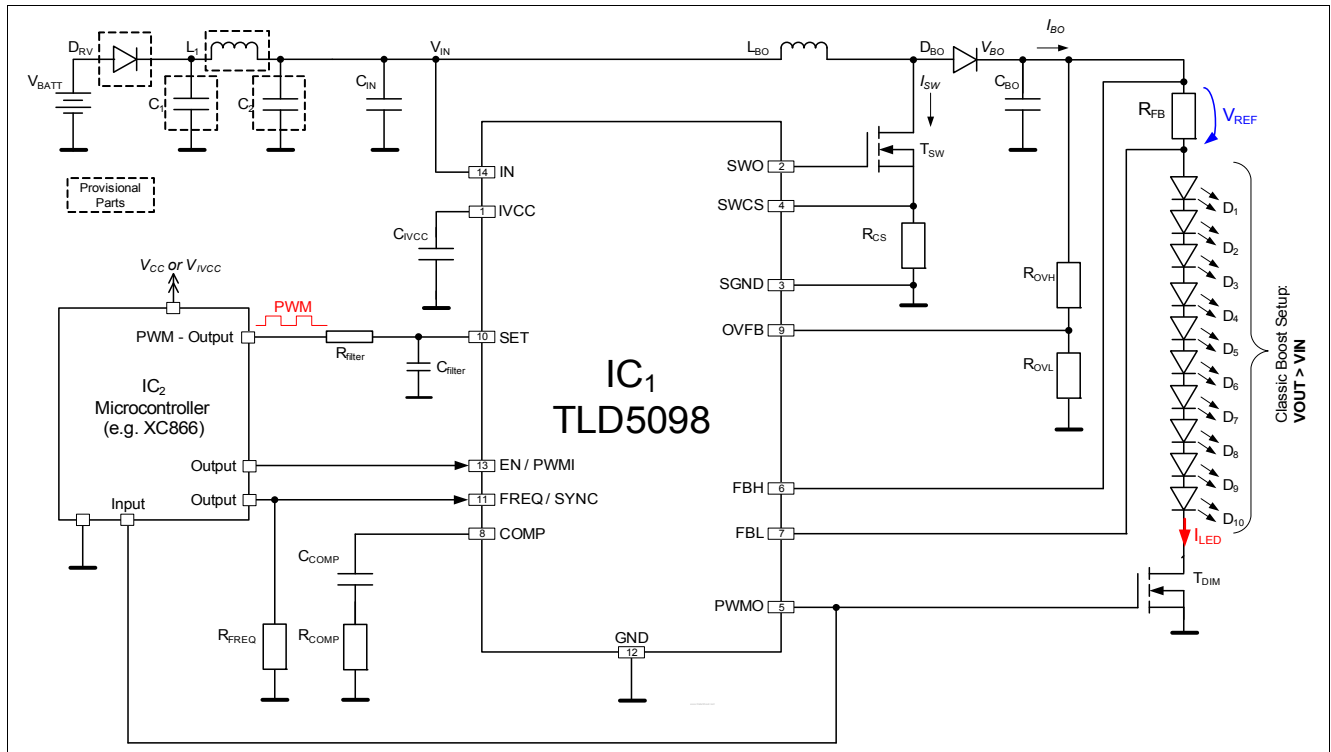 D_RV
L_1
V_IN
L_BO
D_BO
V_BO
I_BO
V_BATT
C_1
C_2
C_IN
I_SW
C_BO
R_FB
V_REF
T_SW
Provisional
Parts
14 IN
1 IVCC
C_IVCC
SWO 2
SWCS 4
R_CS
SGND 3
OVFB 9
R_OVH
R_OVL
V_CC or V_IVCC
PWM
PWM - Output
R_filter
C_filter
10 SET
IC_1
TLD5098
IC_2
Microcontroller
(e.g. XC866)
Output
13 EN / PWMI
Output
11 FREQ / SYNC
Input
8 COMP
C_COMP
R_FREQ
R_COMP
FBH 6
FBL 7
PWMO 5
GND
12
D_1
D_2
D_3
D_4
D_5
D_6
D_7
D_8
D_9
D_10
Classic Boost Setup:
VOUT > VIN
I_LED
T_DIM